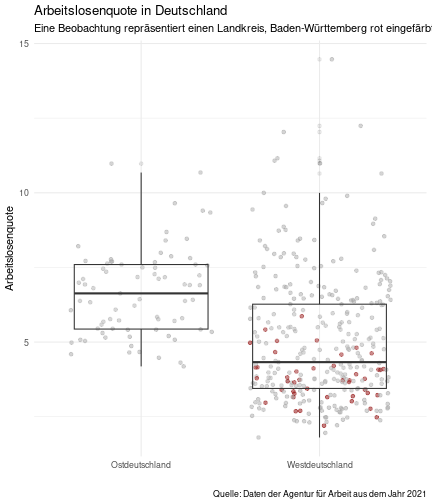 Arbeitslosenquote in Deutschland
Eine Beobachtung repräsentiert einen Landkreis, Baden-Württemberg rot eingefärbt
15
10
5
Arbeitslosenquote
Ostdeutschland
Westdeutschland
Quelle: Daten der Agentur für Arbeit aus dem Jahr 2021